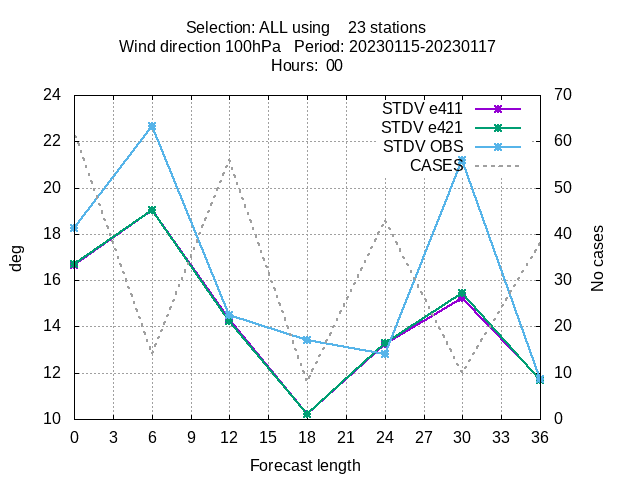 Selection: ALL using    23 stations
Wind direction 100hPa   Period: 20230115-20230117
Hours:  00
24 70
STDV e411
STDV e421
22 60
STDV OBS
CASES
20 50
18 40
deg
No cases
16 30
14 20
12 10
10 0
0 3 6 9 12 15 18 21 24 27 30 33 36
Forecast length